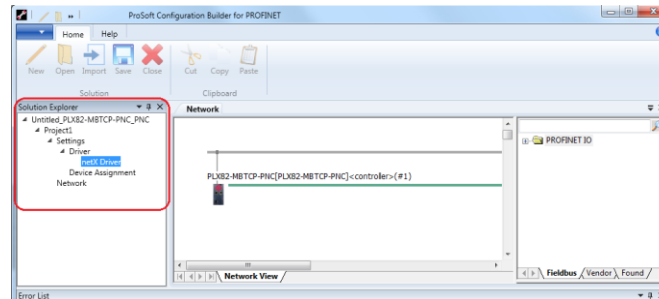 ProSoft Configuration Builder for PROFINET
Home Help
New Open Import Save Close Cut Copy Paste
Solution Clipboard
Solution Explorer
Network
Untitled_PLX82-MBTCP-PNC_PNC
Project1
Settings
Driver
netX Driver
Device Assignment
Network
PROFINET IO
PLX82-MBTCP-PNC[PLX82-MBTCP-PNC]<controller>(#1)
Network View
Fieldbus Vendor Found
Error List